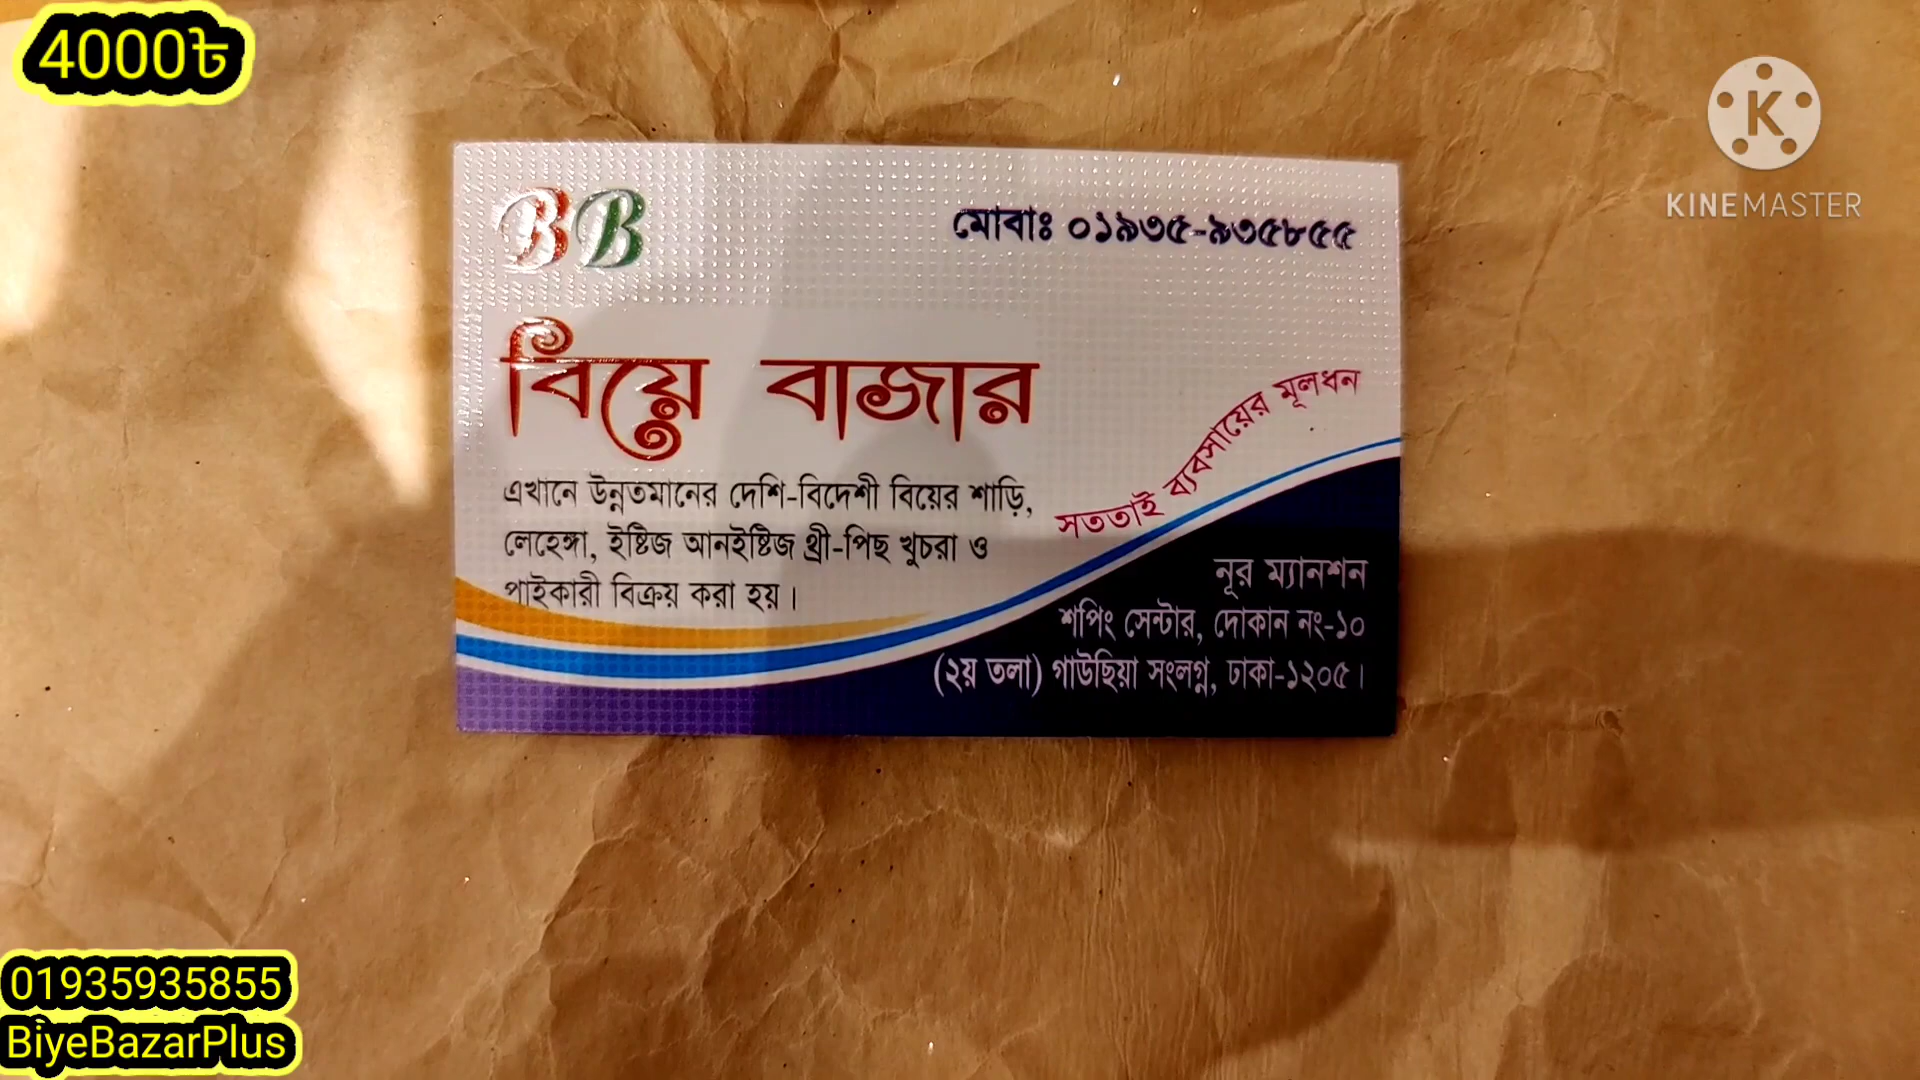 4000৳
K
KINEMASTER
BB
মোবাঃ ০১৯৩৫-৯৩৫৮৫৫
বিয়ে বাজার
সততাই ব্যবসায়ের মূলধন
এখানে উন্নতমানের দেশি-বিদেশী বিয়ের শাড়ি,
লেহেঙ্গা, ইষ্টিজ আনইষ্টিজ থ্রী-পিছ খুচরা ও
পাইকারী বিক্রয় করা হয়।
নূর ম্যানশন
শপিং সেন্টার, দোকান নং-১০
(২য় তলা) গাউছিয়া সংলগ্ন, ঢাকা-১২০৫।
01935935855
BiyeBazarPlus